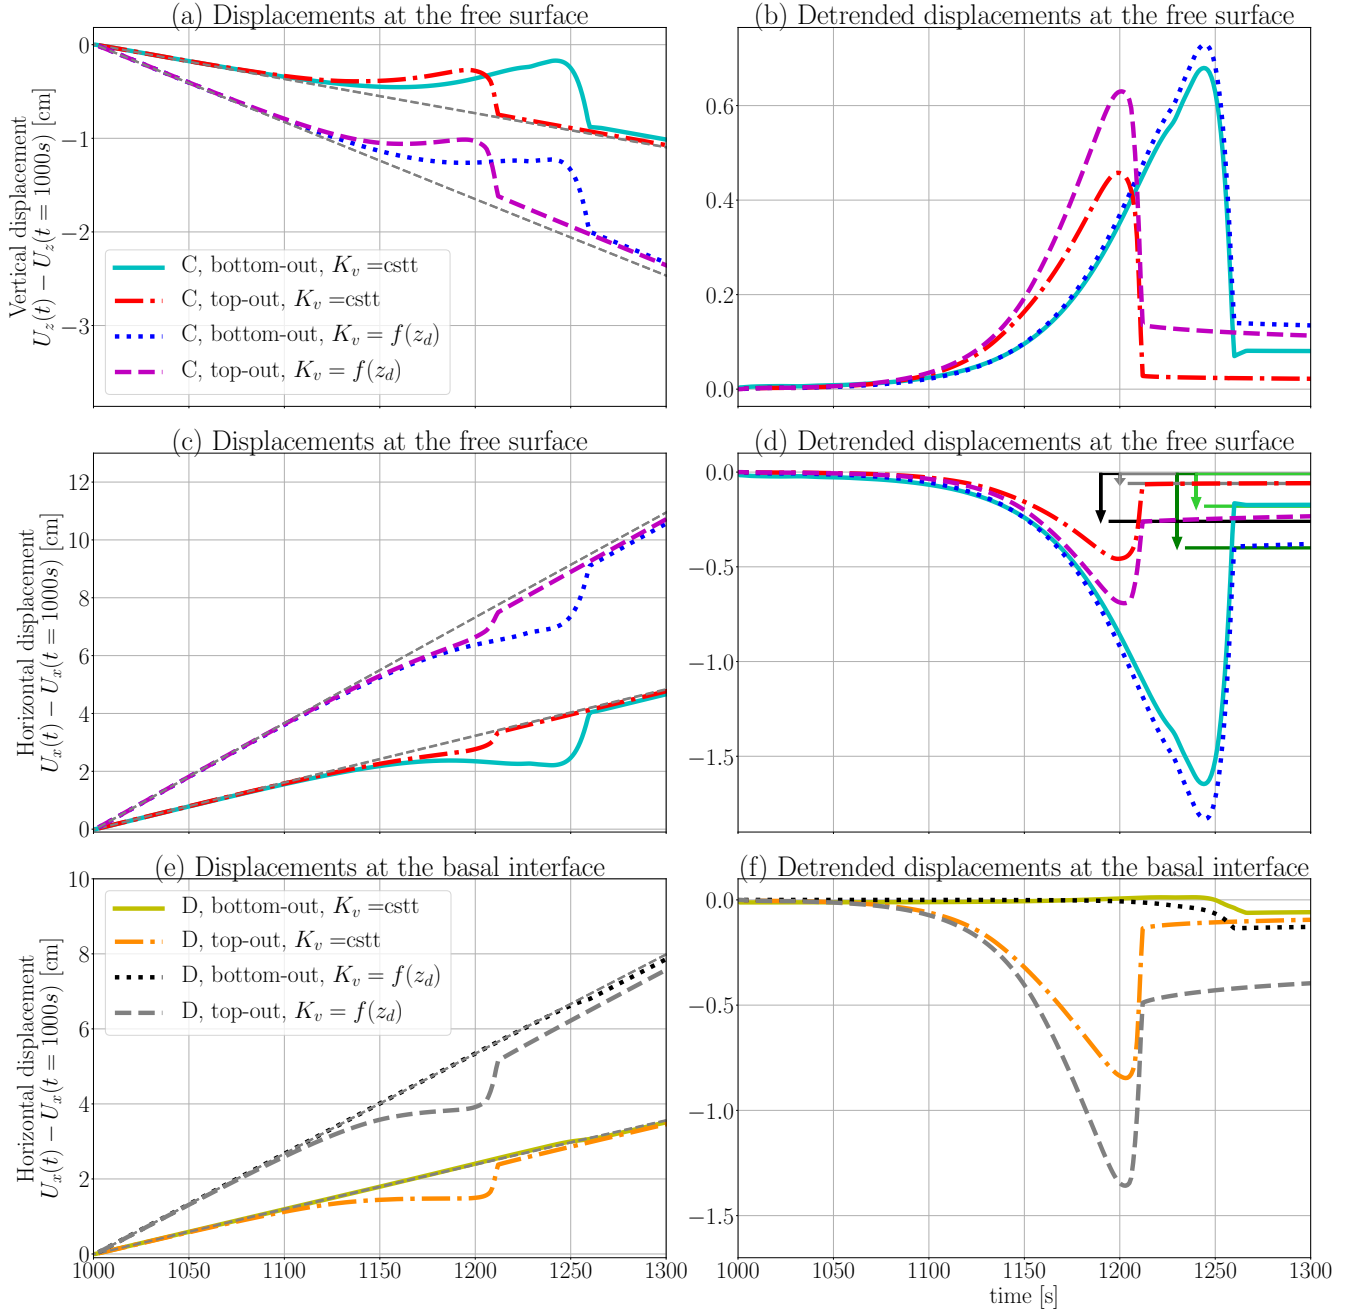 (a) Displacements at the free surface
(b) Detrended displacements at the free surface
Vertical displacement
U_z(t) − U_z(t = 1000s) [cm]
0
−1
−2
−3
C, bottom-out, K_v =cstt
C, top-out, K_v =cstt
C, bottom-out, K_v = f(z_d)
C, top-out, K_v = f(z_d)
0.6
0.4
0.2
0.0
(c) Displacements at the free surface
(d) Detrended displacements at the free surface
Horizontal displacement
U_x(t) − U_x(t = 1000s) [cm]
12
10
8
6
4
2
0
0.0
−0.5
−1.0
−1.5
(e) Displacements at the basal interface
(f) Detrended displacements at the basal interface
Horizontal displacement
U_x(t) − U_x(t = 1000s) [cm]
10
8
6
4
2
0
D, bottom-out, K_v =cstt
D, top-out, K_v =cstt
D, bottom-out, K_v = f(z_d)
D, top-out, K_v = f(z_d)
0.0
−0.5
−1.0
−1.5
1000 1050 1100 1150 1200 1250 1300
1000 1050 1100 1150 1200 1250 1300
time [s]